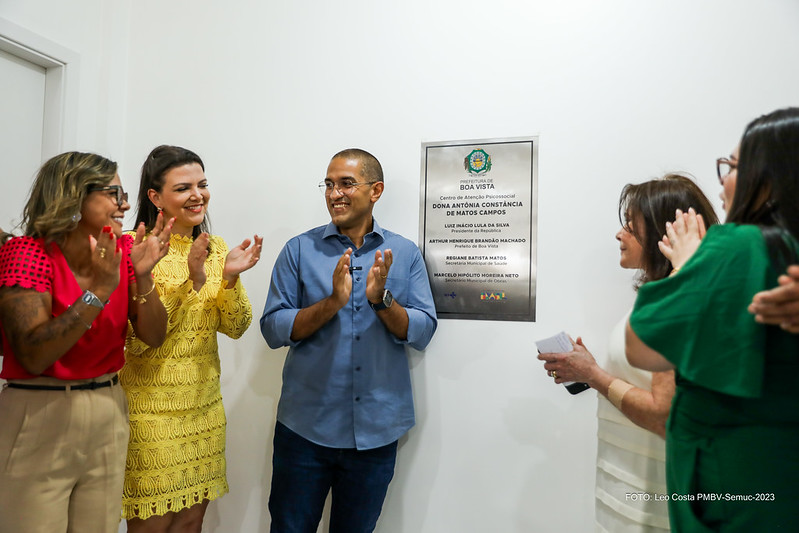 PREFEITURA DE
BOA VISTA
Centro de Atenção Psicossocial
DONA ANTÔNIA CONSTÂNCIA
DE MATOS CAMPOS
LUIZ INÁCIO LULA DA SILVA
Presidente da República
ARTHUR HENRIQUE BRANDÃO MACHADO
Prefeito de Boa Vista
REGIANE BATISTA MATOS
Secretária Municipal de Saúde
MARCELO HIPÓLITO MOREIRA NETO
Secretário Municipal de Obras
FOTO: Leo Costa PMBV-Semuc-2023